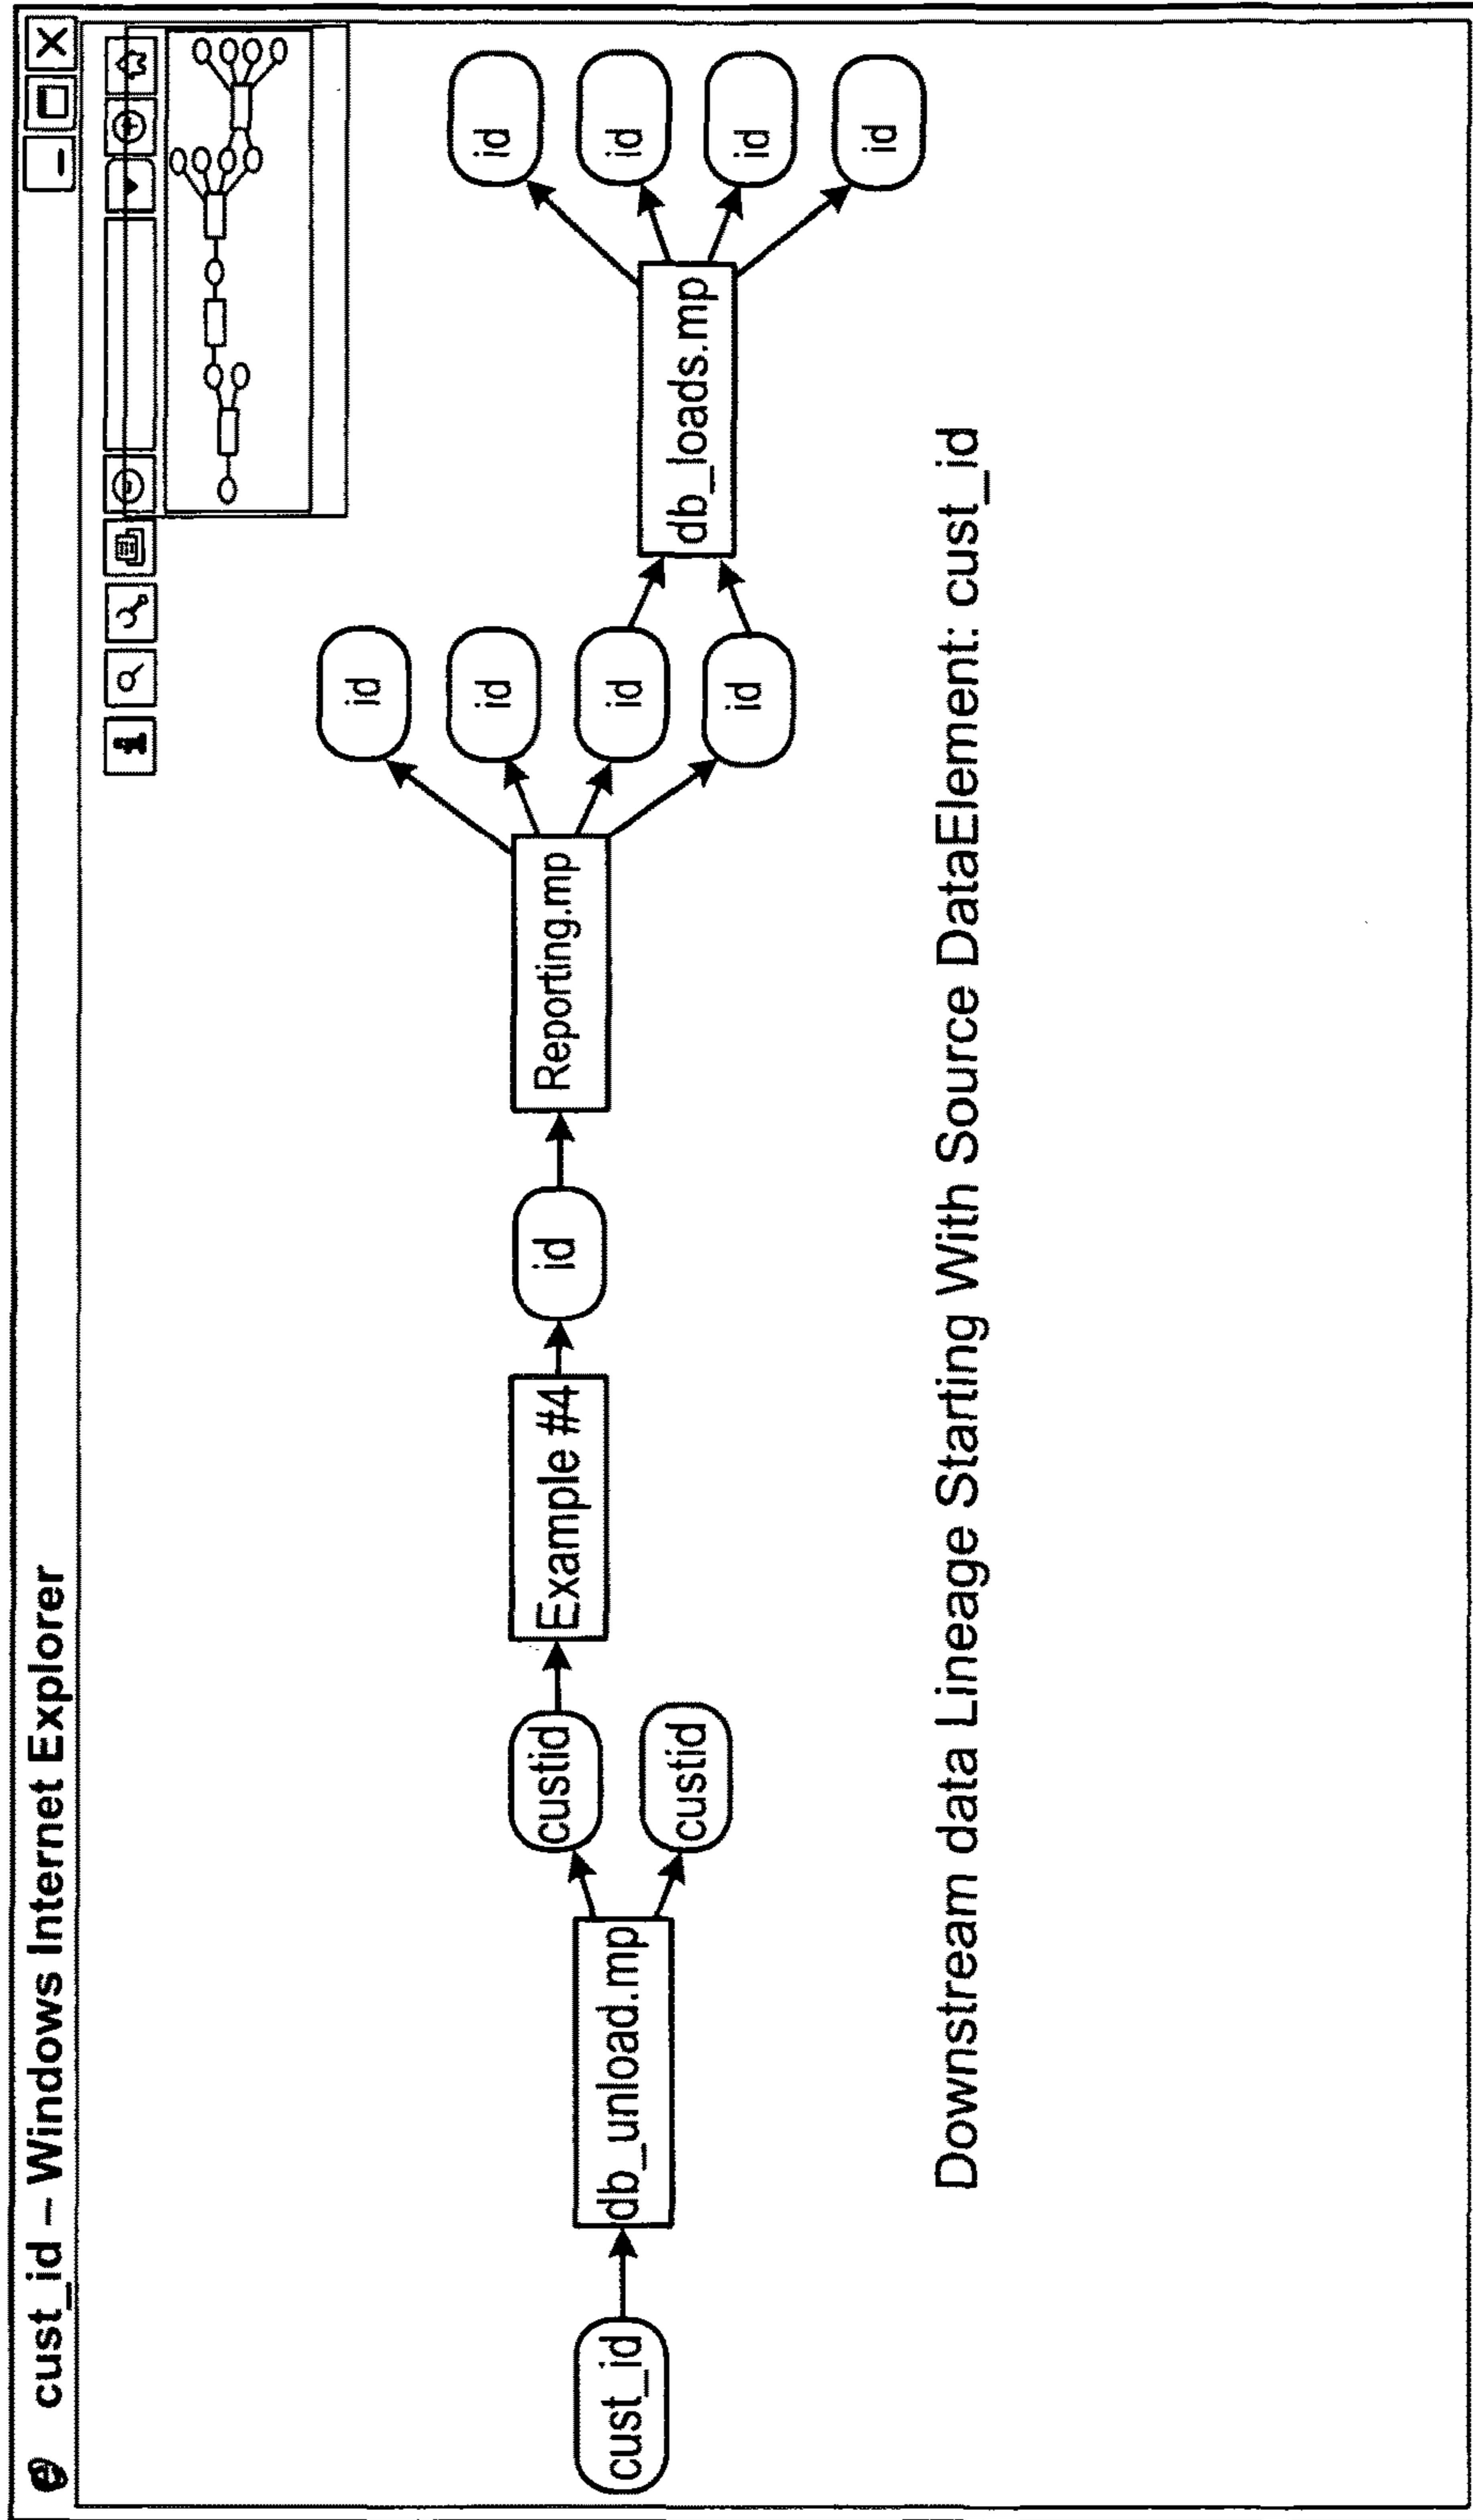 cust_id – Windows Internet Explorer
cust_id
db_unload.mp
custid
custid
Example #4
id
Reporting.mp
id
id
id
id
db_loads.mp
id
id
id
id
Downstream data Lineage Starting With Source DataElement: cust_id